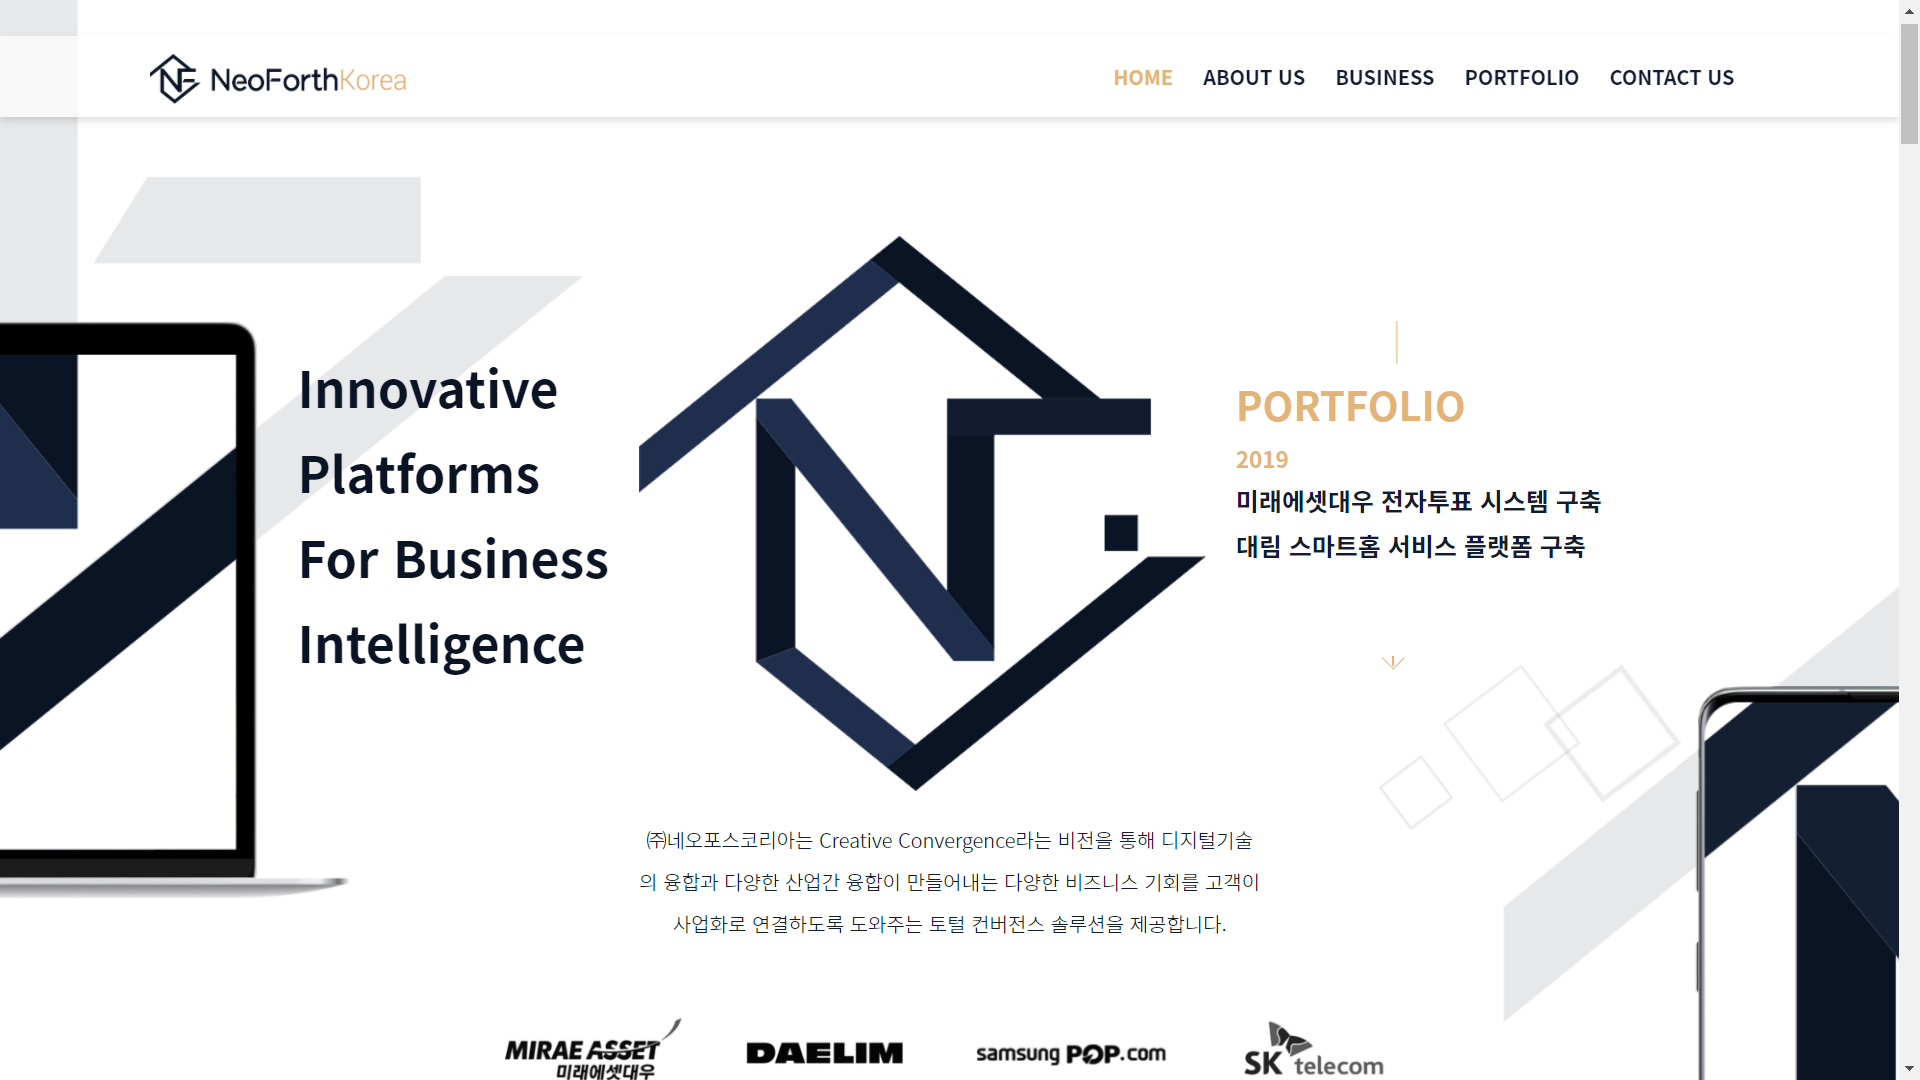 NeoForthKorea
HOME
ABOUT US
BUSINESS
PORTFOLIO
CONTACT US
Innovative
Platforms
For Business
Intelligence
PORTFOLIO
2019
미래에셋대우 전자투표 시스템 구축
대림 스마트홈 서비스 플랫폼 구축
㈜네오포스코리아는 Creative Convergence라는 비전을 통해 디지털기술
의 융합과 다양한 산업간 융합이 만들어내는 다양한 비즈니스 기회를 고객이
사업화로 연결하도록 도와주는 토털 컨버전스 솔루션을 제공합니다.
MIRAE ASSET
미래에셋대우
DAELIM
samsung POP.com
SK telecom